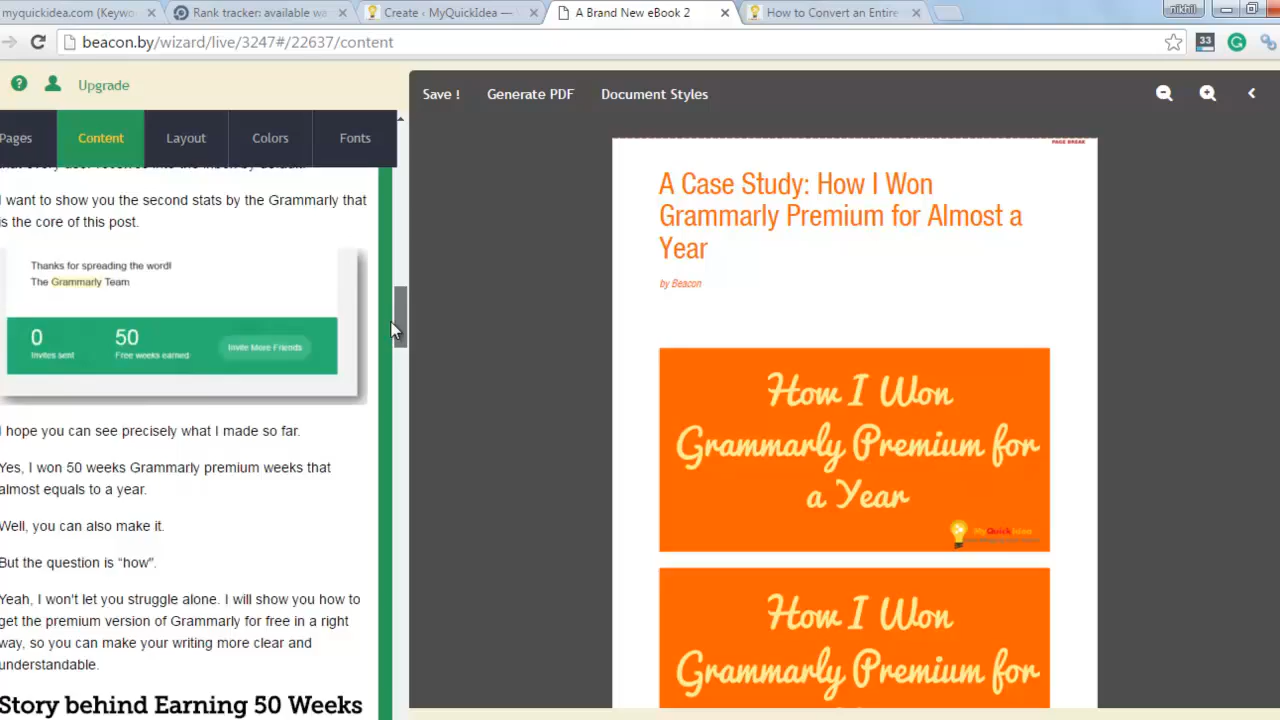 myquickidea.com (Keywo
Rank tracker: available wa
Create ‹ MyQuickIdea —
A Brand New eBook 2
How to Convert an Entire
nikhil
beacon.by/wizard/live/3247#/22637/content
33
Upgrade
Save !
Generate PDF
Document Styles
Pages
Content
Layout
Colors
Fonts
I want to show you the second stats by the Grammarly that
is the core of this post.
Thanks for spreading the word!
The Grammarly Team
0
50
Invites sent
Free weeks earned
Invite More Friends
I hope you can see precisely what I made so far.
Yes, I won 50 weeks Grammarly premium weeks that
almost equals to a year.
Well, you can also make it.
But the question is “how”.
Yeah, I won't let you struggle alone. I will show you how to
get the premium version of Grammarly for free in a right
way, so you can make your writing more clear and
understandable.
Story behind Earning 50 Weeks
PAGE BREAK
A Case Study: How I Won
Grammarly Premium for Almost a
Year
by Beacon
How I Won
Grammarly Premium for
a Year
MyQuickIdea
How I Won
Grammarly Premium for